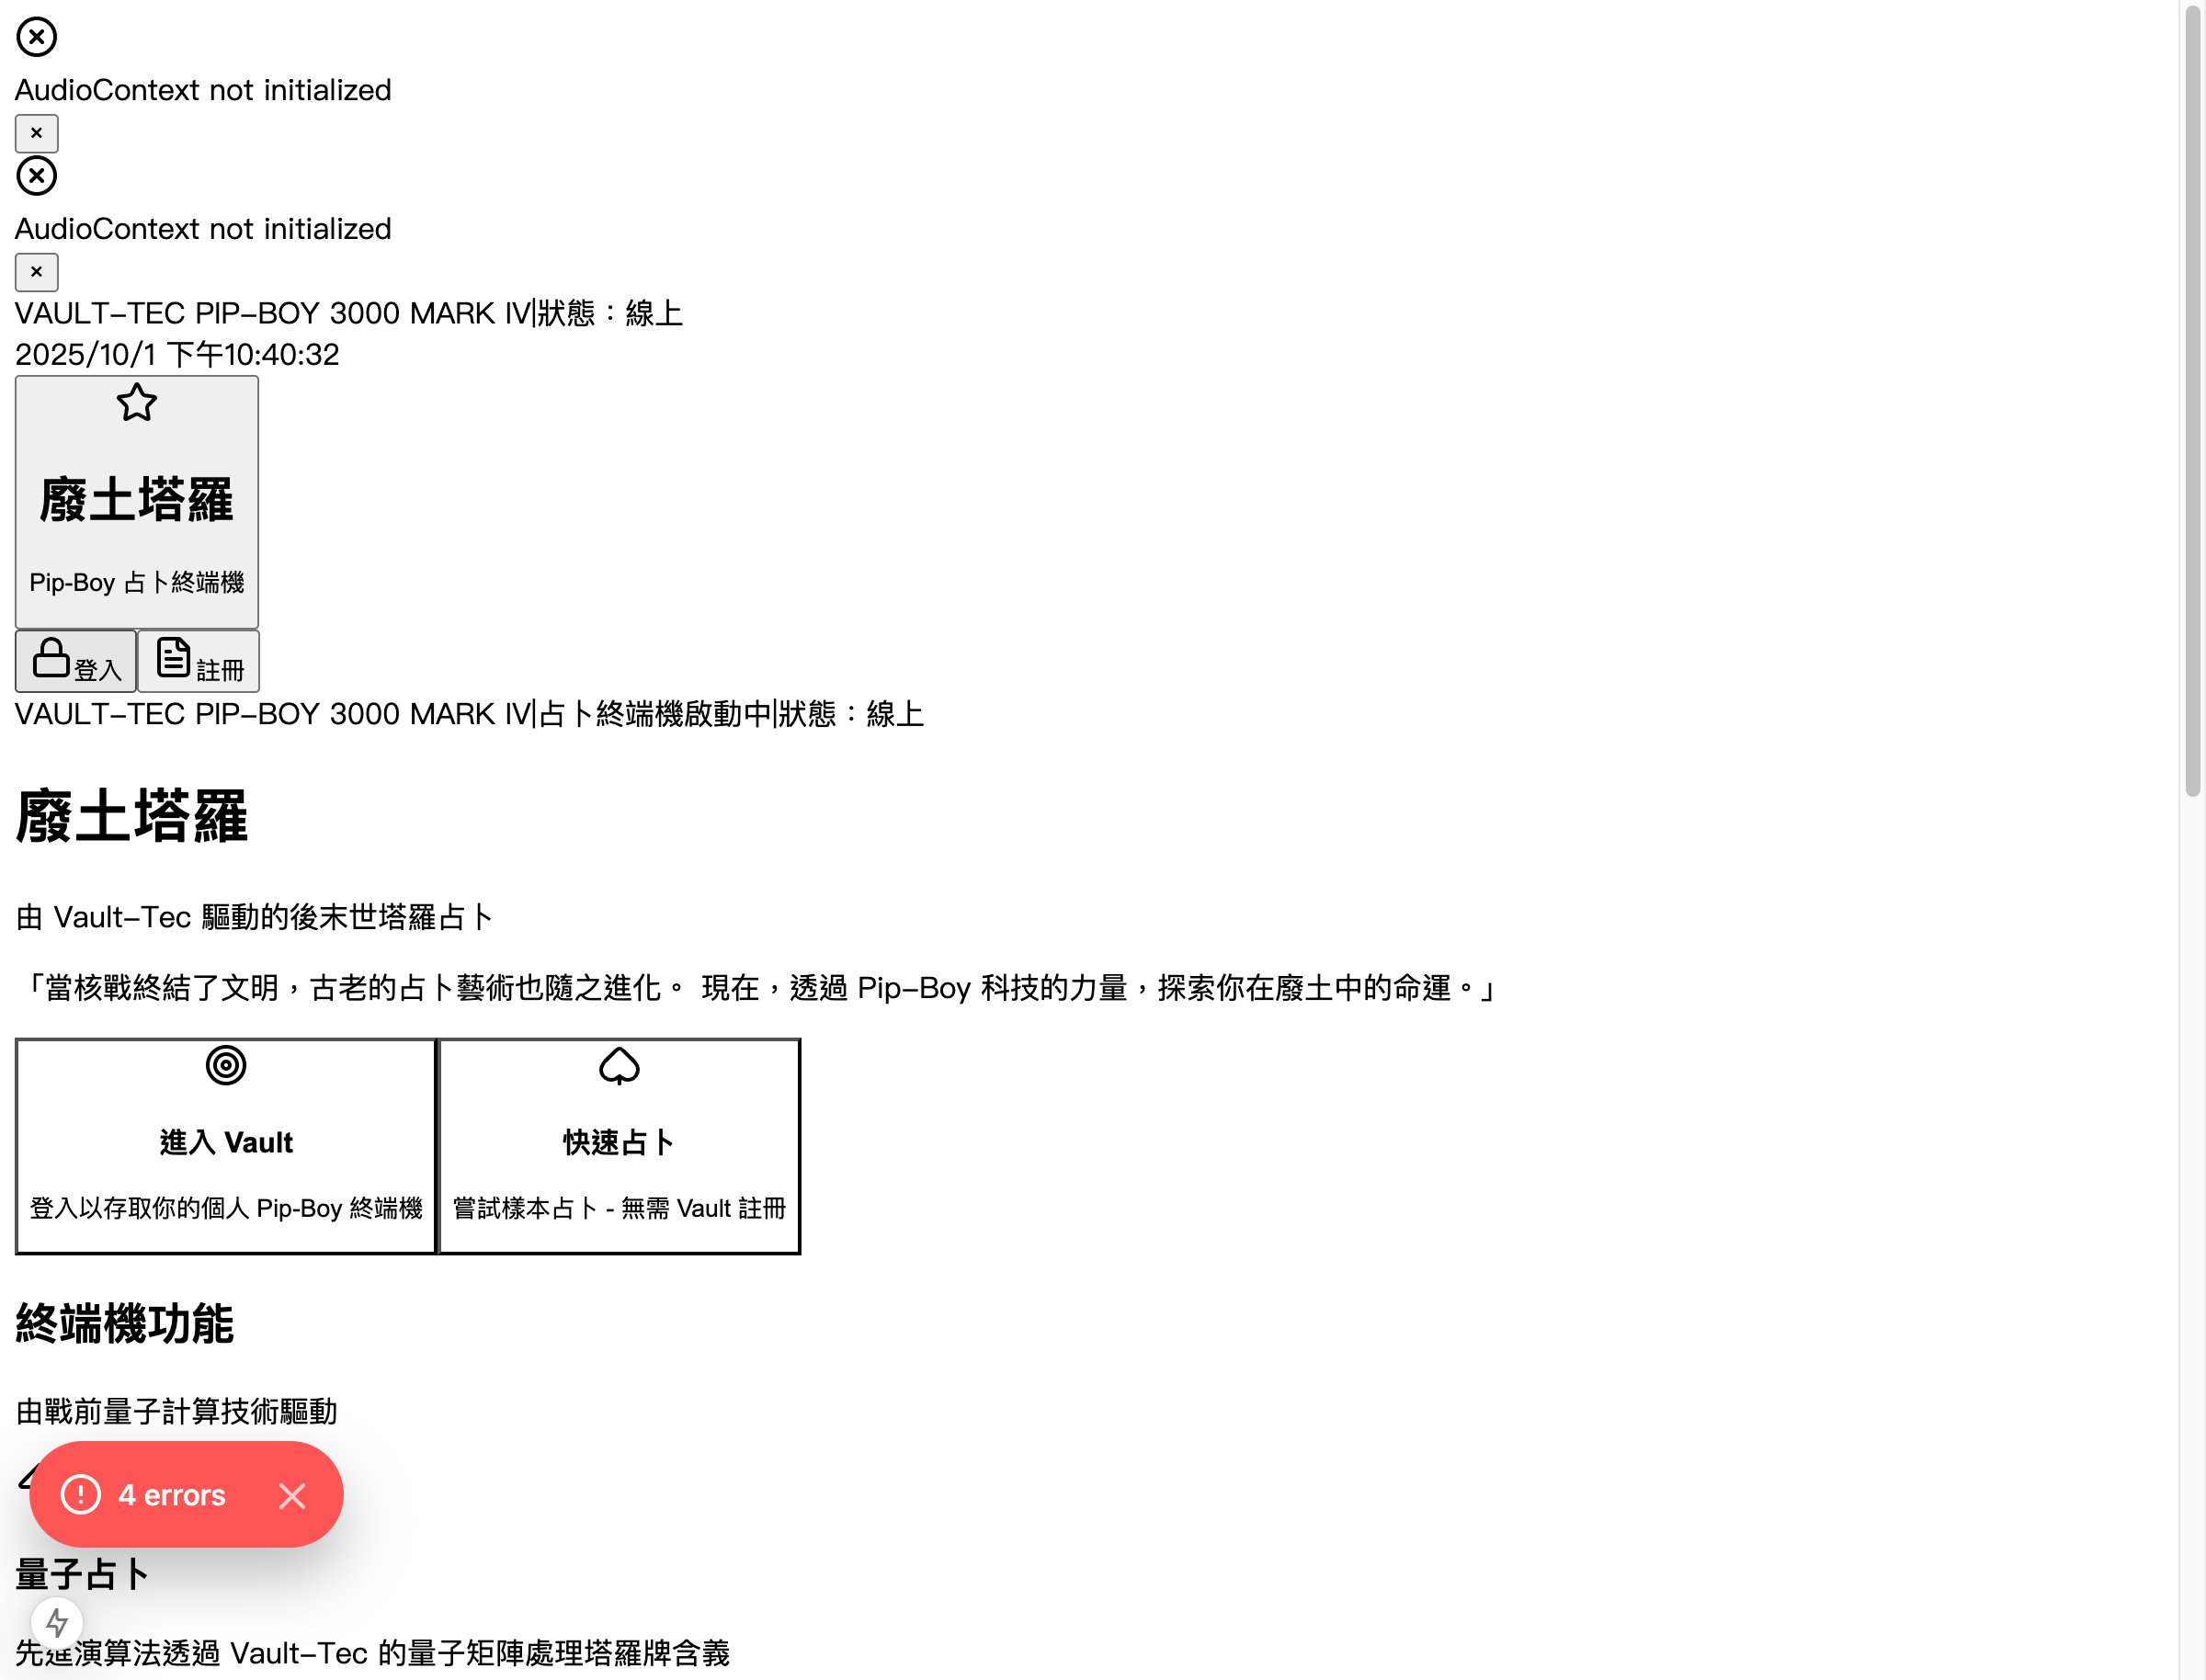 AudioContext not initialized
×
AudioContext not initialized
×
VAULT-TEC PIP-BOY 3000 MARK IV|狀態：線上
2025/10/1 下午10:40:32
廢土塔羅
Pip-Boy 占卜終端機
登入 註冊
VAULT-TEC PIP-BOY 3000 MARK IV|占卜終端機啟動中|狀態：線上
廢土塔羅
由 Vault-Tec 驅動的後末世塔羅占卜
「當核戰終結了文明，古老的占卜藝術也隨之進化。 現在，透過 Pip-Boy 科技的力量，探索你在廢土中的命運。」
進入 Vault
登入以存取你的個人 Pip-Boy 終端機
快速占卜
嘗試樣本占卜 - 無需 Vault 註冊
終端機功能
由戰前量子計算技術驅動
4 errors
量子占卜
先進演算法透過 Vault-Tec 的量子矩陣處理塔羅牌含義